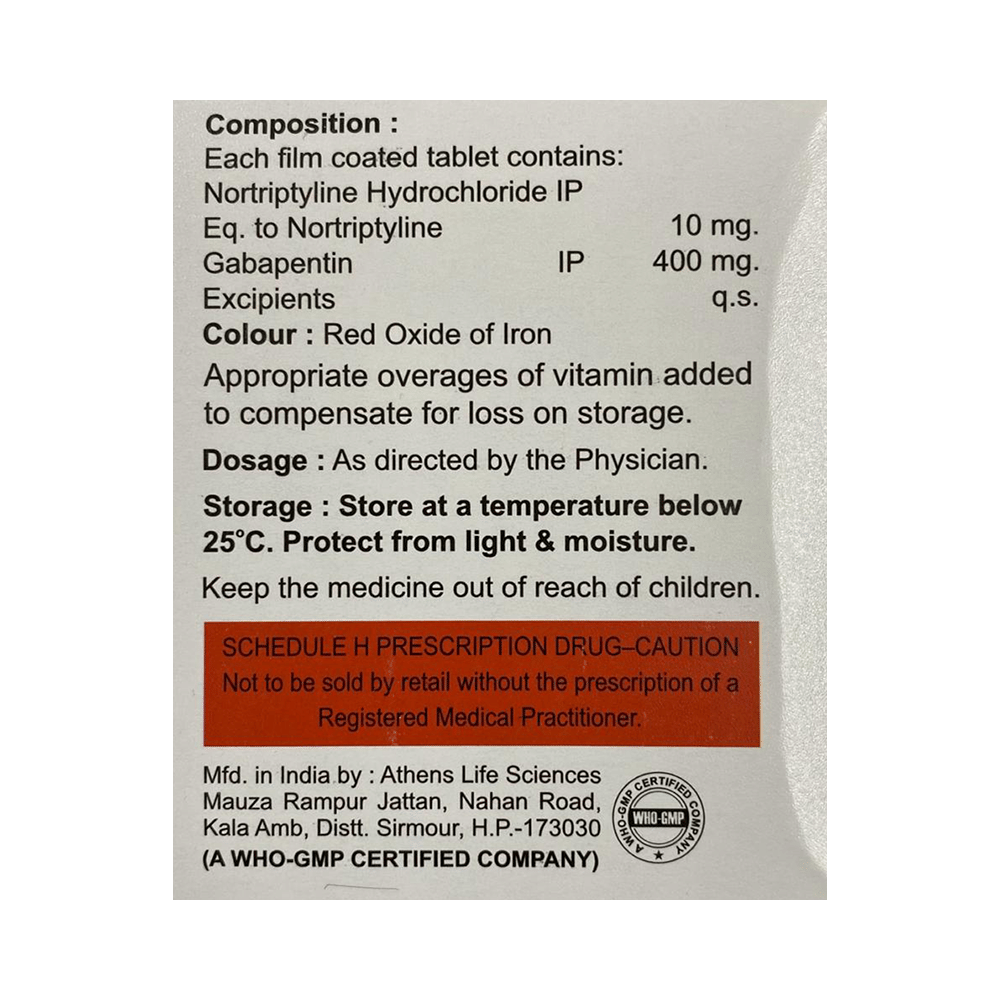 Composition :
Each film coated tablet contains:
Nortriptyline Hydrochloride IP
Eq. to Nortriptyline 10 mg.
Gabapentin IP 400 mg.
Excipients q.s.
Colour : Red Oxide of Iron
Appropriate overages of vitamin added
to compensate for loss on storage.
Dosage : As directed by the Physician.
Storage : Store at a temperature below
25°C. Protect from light & moisture.
Keep the medicine out of reach of children.
SCHEDULE H PRESCRIPTION DRUG–CAUTION
Not to be sold by retail without the prescription of a
Registered Medical Practitioner.
Mfd. in India by : Athens Life Sciences
Mauza Rampur Jattan, Nahan Road,
Kala Amb, Distt. Sirmour, H.P.-173030
(A WHO-GMP CERTIFIED COMPANY)
A WHO-GMP CERTIFIED COMPANY
WHO-GMP